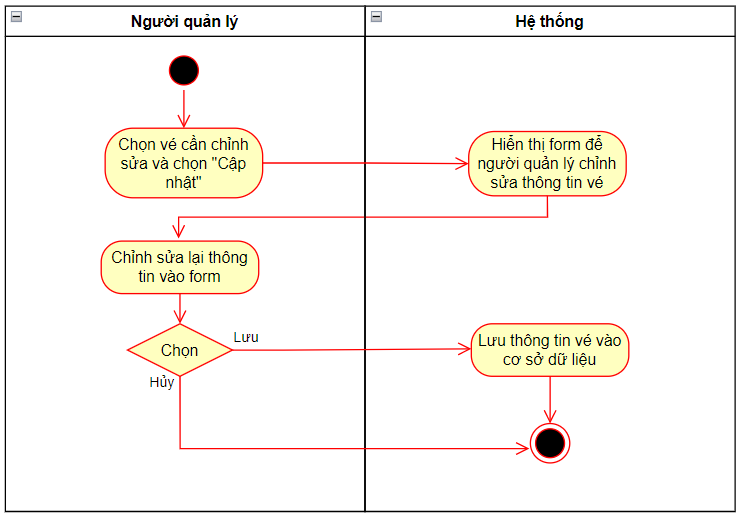 Người quản lý
Hệ thống
Chọn vé cần chỉnh
sửa và chọn "Cập
nhật"
Hiển thị form để
người quản lý chỉnh
sửa thông tin vé
Chỉnh sửa lại thông
tin vào form
Chọn
Lưu
Hủy
Lưu thông tin vé vào
cơ sở dữ liệu